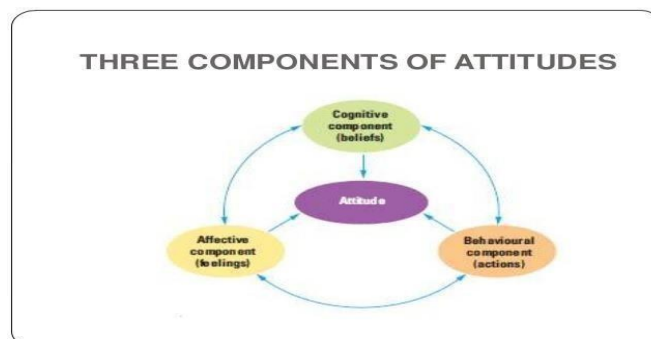 THREE COMPONENTS OF ATTITUDES
Cognitive
component
(beliefs)
Attitude
Affective
component
(feelings)
Behavioural
component
(actions)